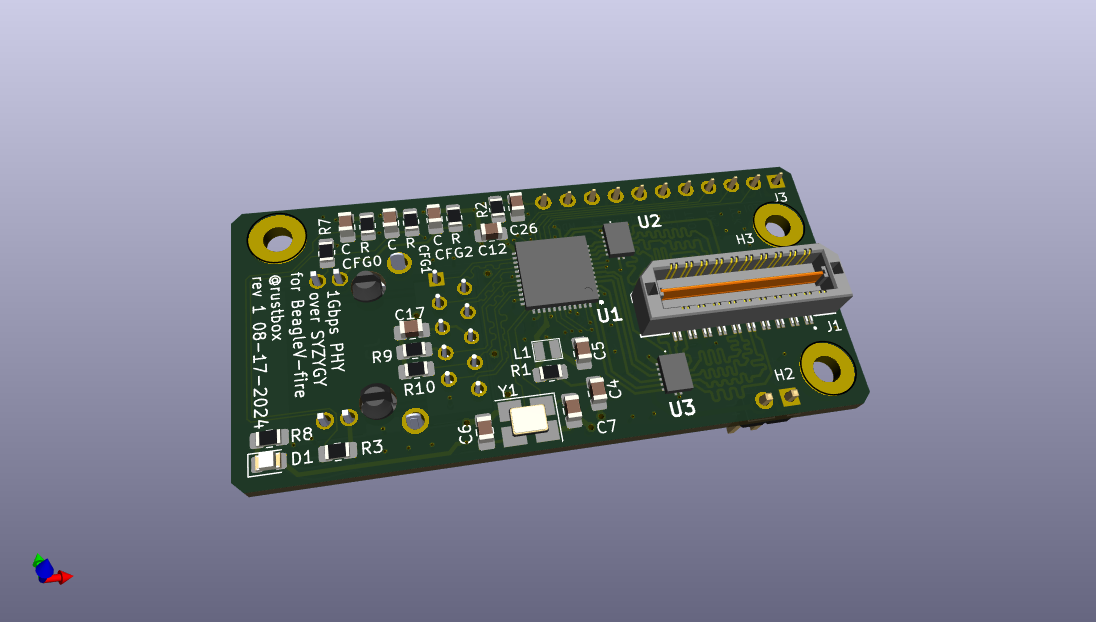 J3
R2
C26
U2
H3
R7
C R
C R
C R
CFG0
CFG2
C12
CFG1
U1
J1
1Gbps PHY
over SYZYGY
for BeagleV-fire
@rustbox
rev 1 08-17-2024
C17
R9
R10
L1
R1
C5
Y1
C4
C7
C6
U3
H2
R8
D1
R3